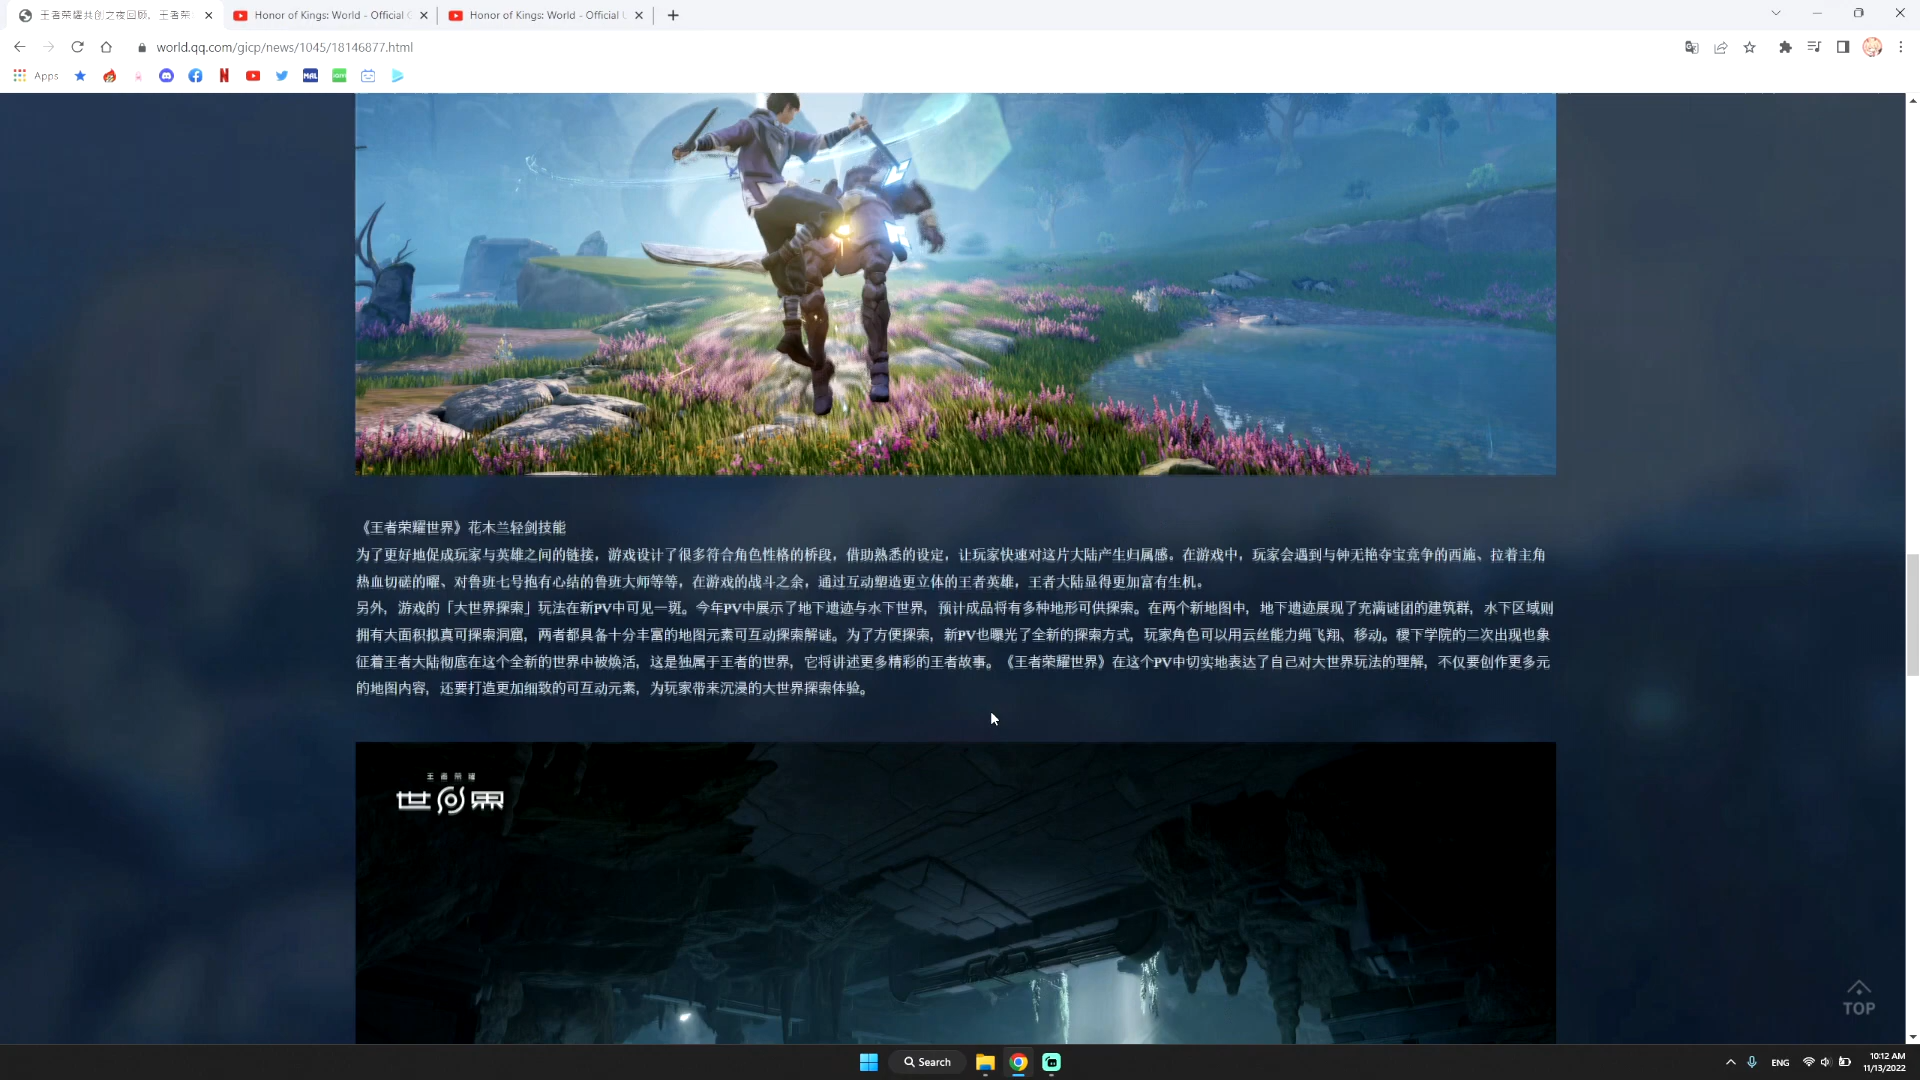 王者荣耀共创之夜回顾，王者荣
Honor of Kings: World - Official G
Honor of Kings: World - Official U
world.qq.com/gicp/news/1045/18146877.html
Apps
MAL
《王者荣耀世界》花木兰轻剑技能
为了更好地促成玩家与英雄之间的链接，游戏设计了很多符合角色性格的桥段，借助熟悉的设定，让玩家快速对这片大陆产生归属感。在游戏中，玩家会遇到与钟无艳夺宝竞争的西施、拉着主角
热血切磋的曜、对鲁班七号抱有心结的鲁班大师等等，在游戏的战斗之余，通过互动塑造更立体的王者英雄，王者大陆显得更加富有生机。
另外，游戏的「大世界探索」玩法在新PV中可见一斑。今年PV中展示了地下遗迹与水下世界，预计成品将有多种地形可供探索。在两个新地图中，地下遗迹展现了充满谜团的建筑群，水下区域则
拥有大面积拟真可探索洞窟，两者都具备十分丰富的地图元素可互动探索解谜。为了方便探索，新PV也曝光了全新的探索方式，玩家角色可以用云丝能力绳飞翔、移动。稷下学院的二次出现也象
征着王者大陆彻底在这个全新的世界中被焕活，这是独属于王者的世界，它将讲述更多精彩的王者故事。《王者荣耀世界》在这个PV中切实地表达了自己对大世界玩法的理解，不仅要创作更多元
的地图内容，还要打造更加细致的可互动元素，为玩家带来沉浸的大世界探索体验。
王者荣耀
世界
TOP
Search
ENG
10:12 AM
11/13/2022